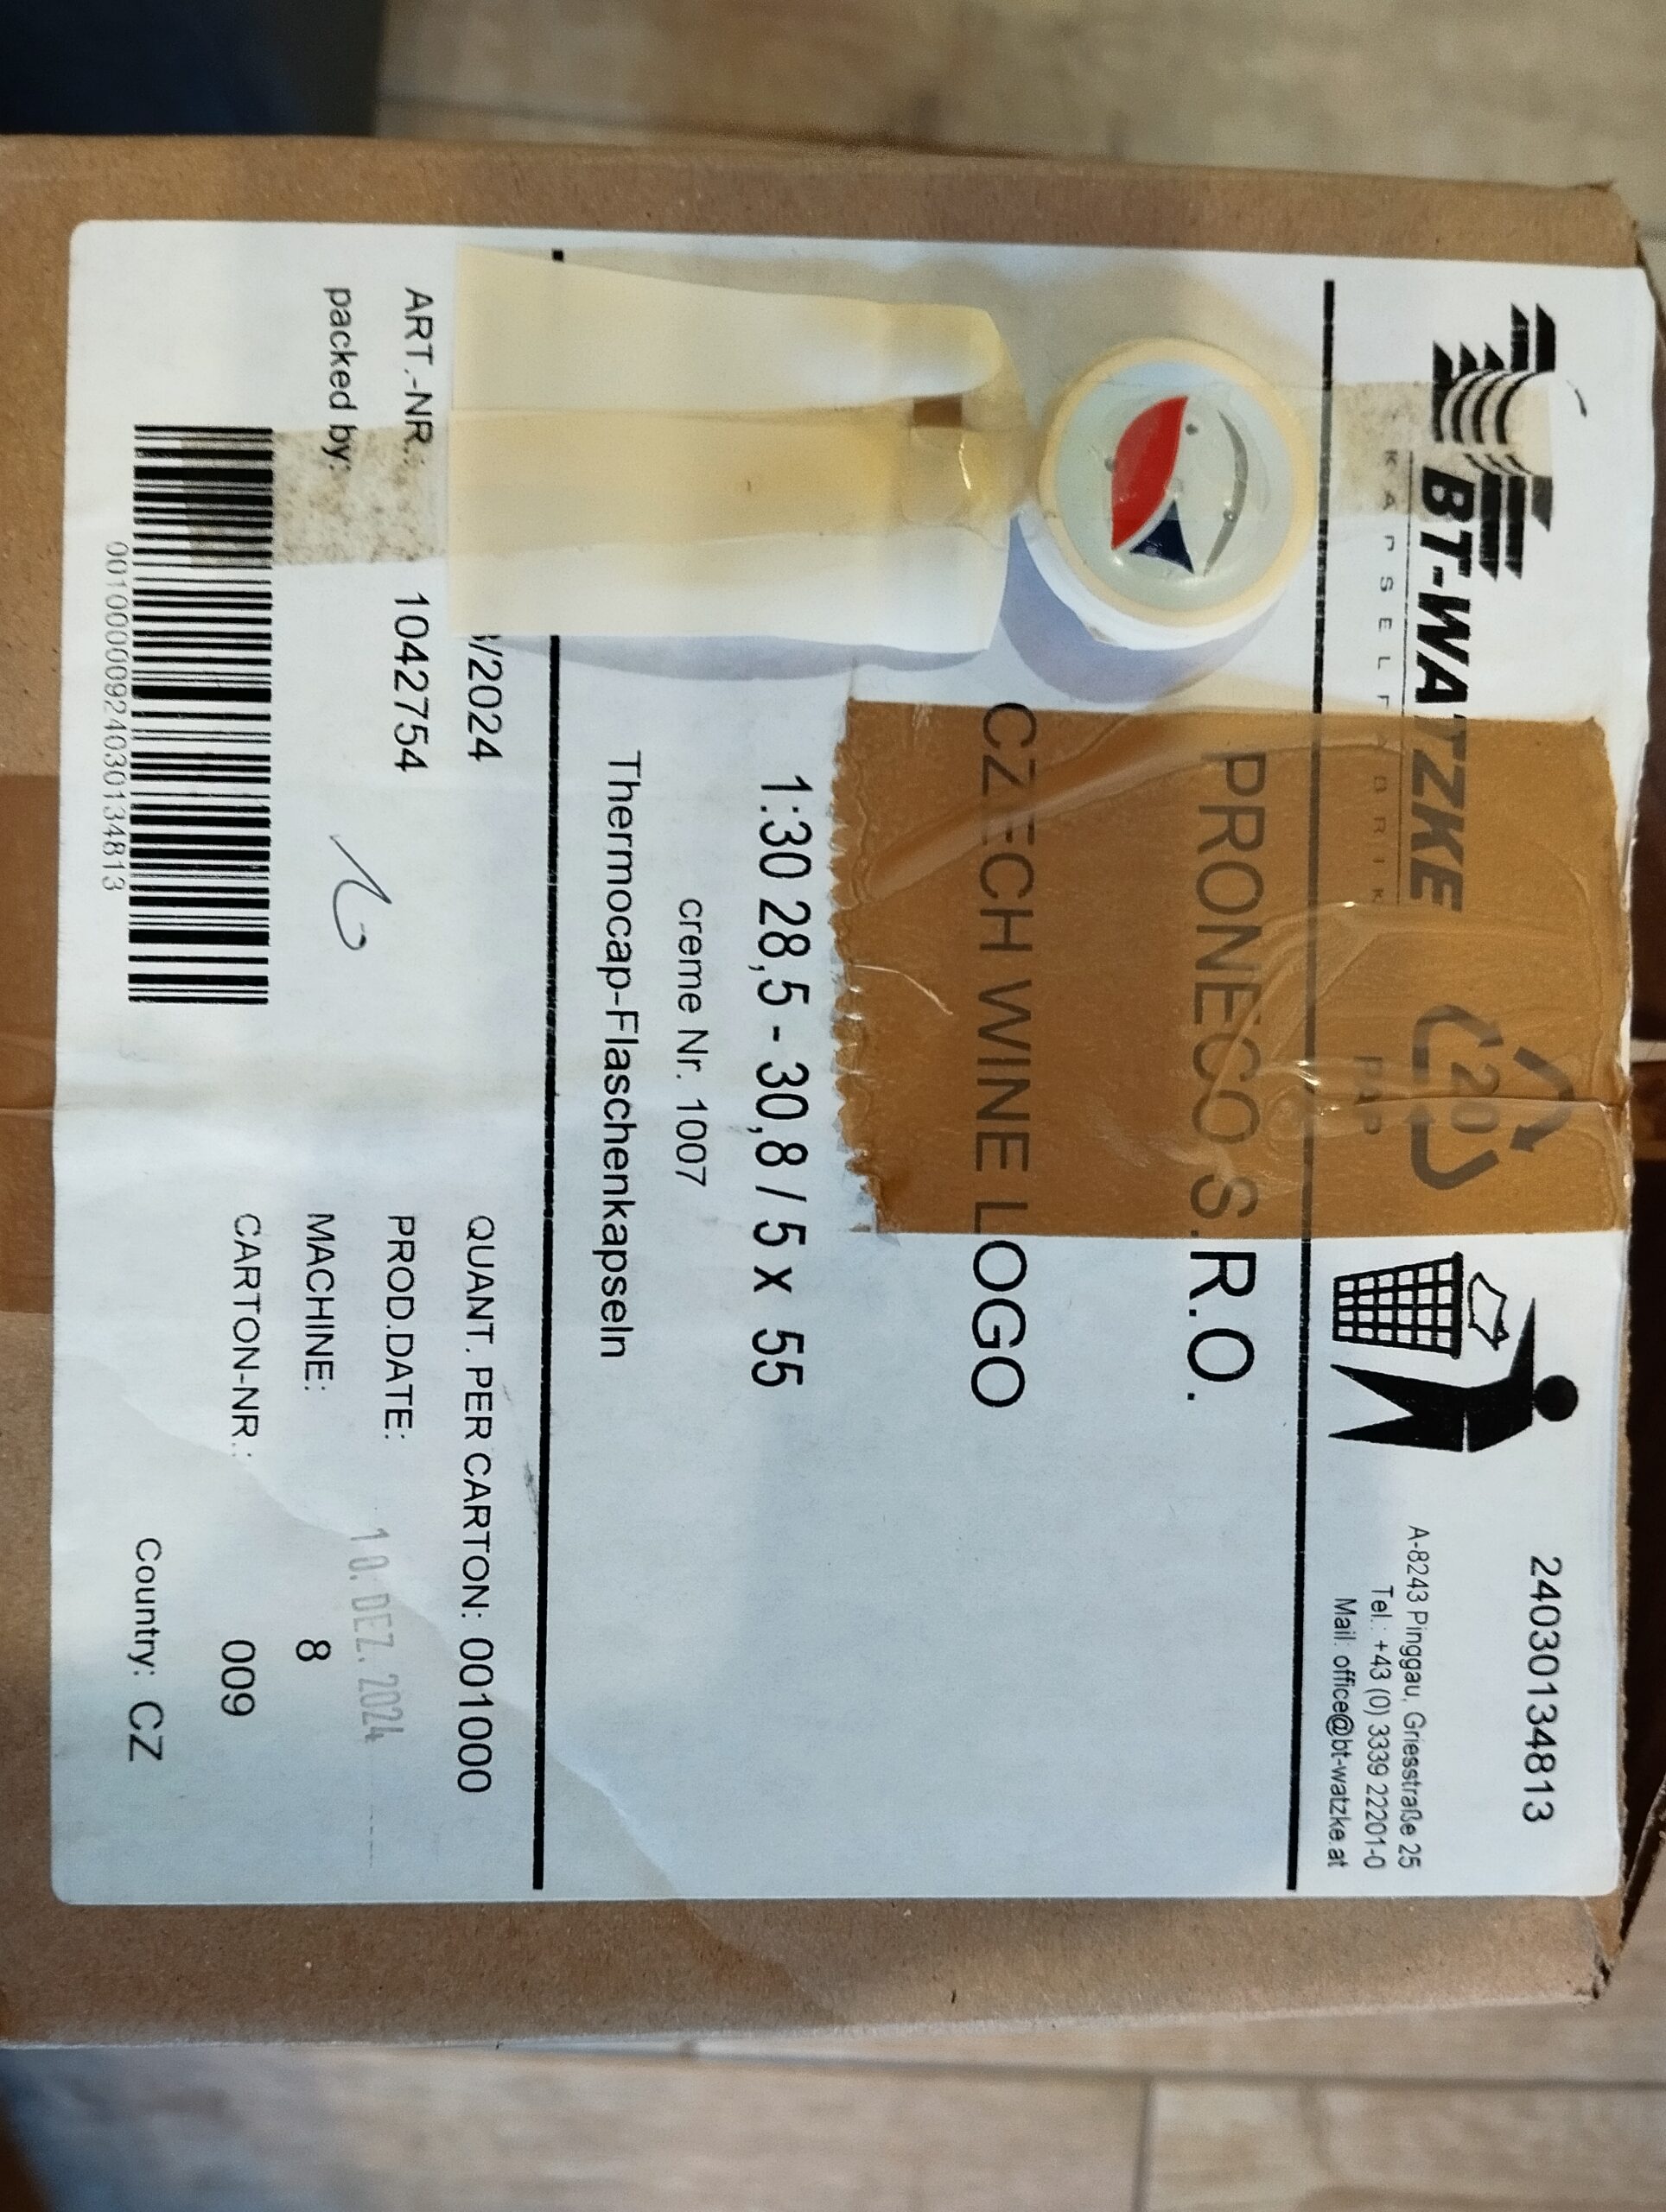 BT-WATZKE
KAPSELFABRIK
20
PAP
24030134813
A-8243 Pinggau, Griesstraße 25
Tel.: +43 (0) 3339 22201-0
Mail: office@bt-watzke.at
PRONECO S.R.O.
CZECH WINE LOGO
1:30 28,5 - 30,8 / 5 x 55
creme Nr. 1007
Thermocap-Flaschenkapseln
/2024
QUANT. PER CARTON: 001000
ART.-NR.: 1042754
PROD.DATE: 10. DEZ. 2024
packed by:
MACHINE: 8
CARTON-NR.: 009
Country: CZ
001000000924030134813